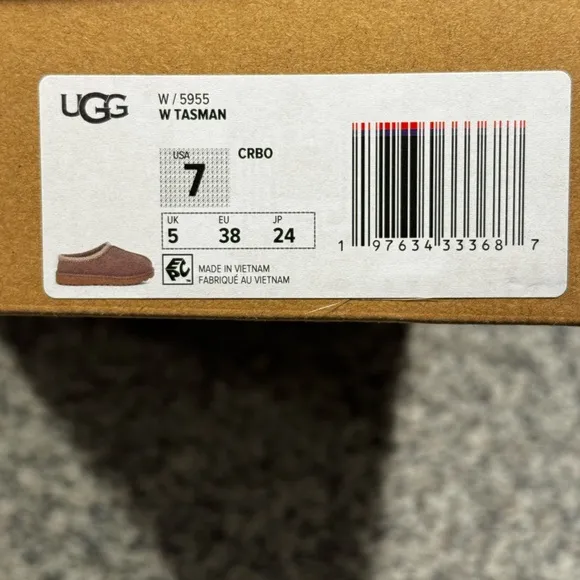 UGG
W / 5955
W TASMAN
USA
7
CRBO
UK EU JP
5 38 24
MADE IN VIETNAM
FABRIQUÉ AU VIETNAM
1 97634 33368 7